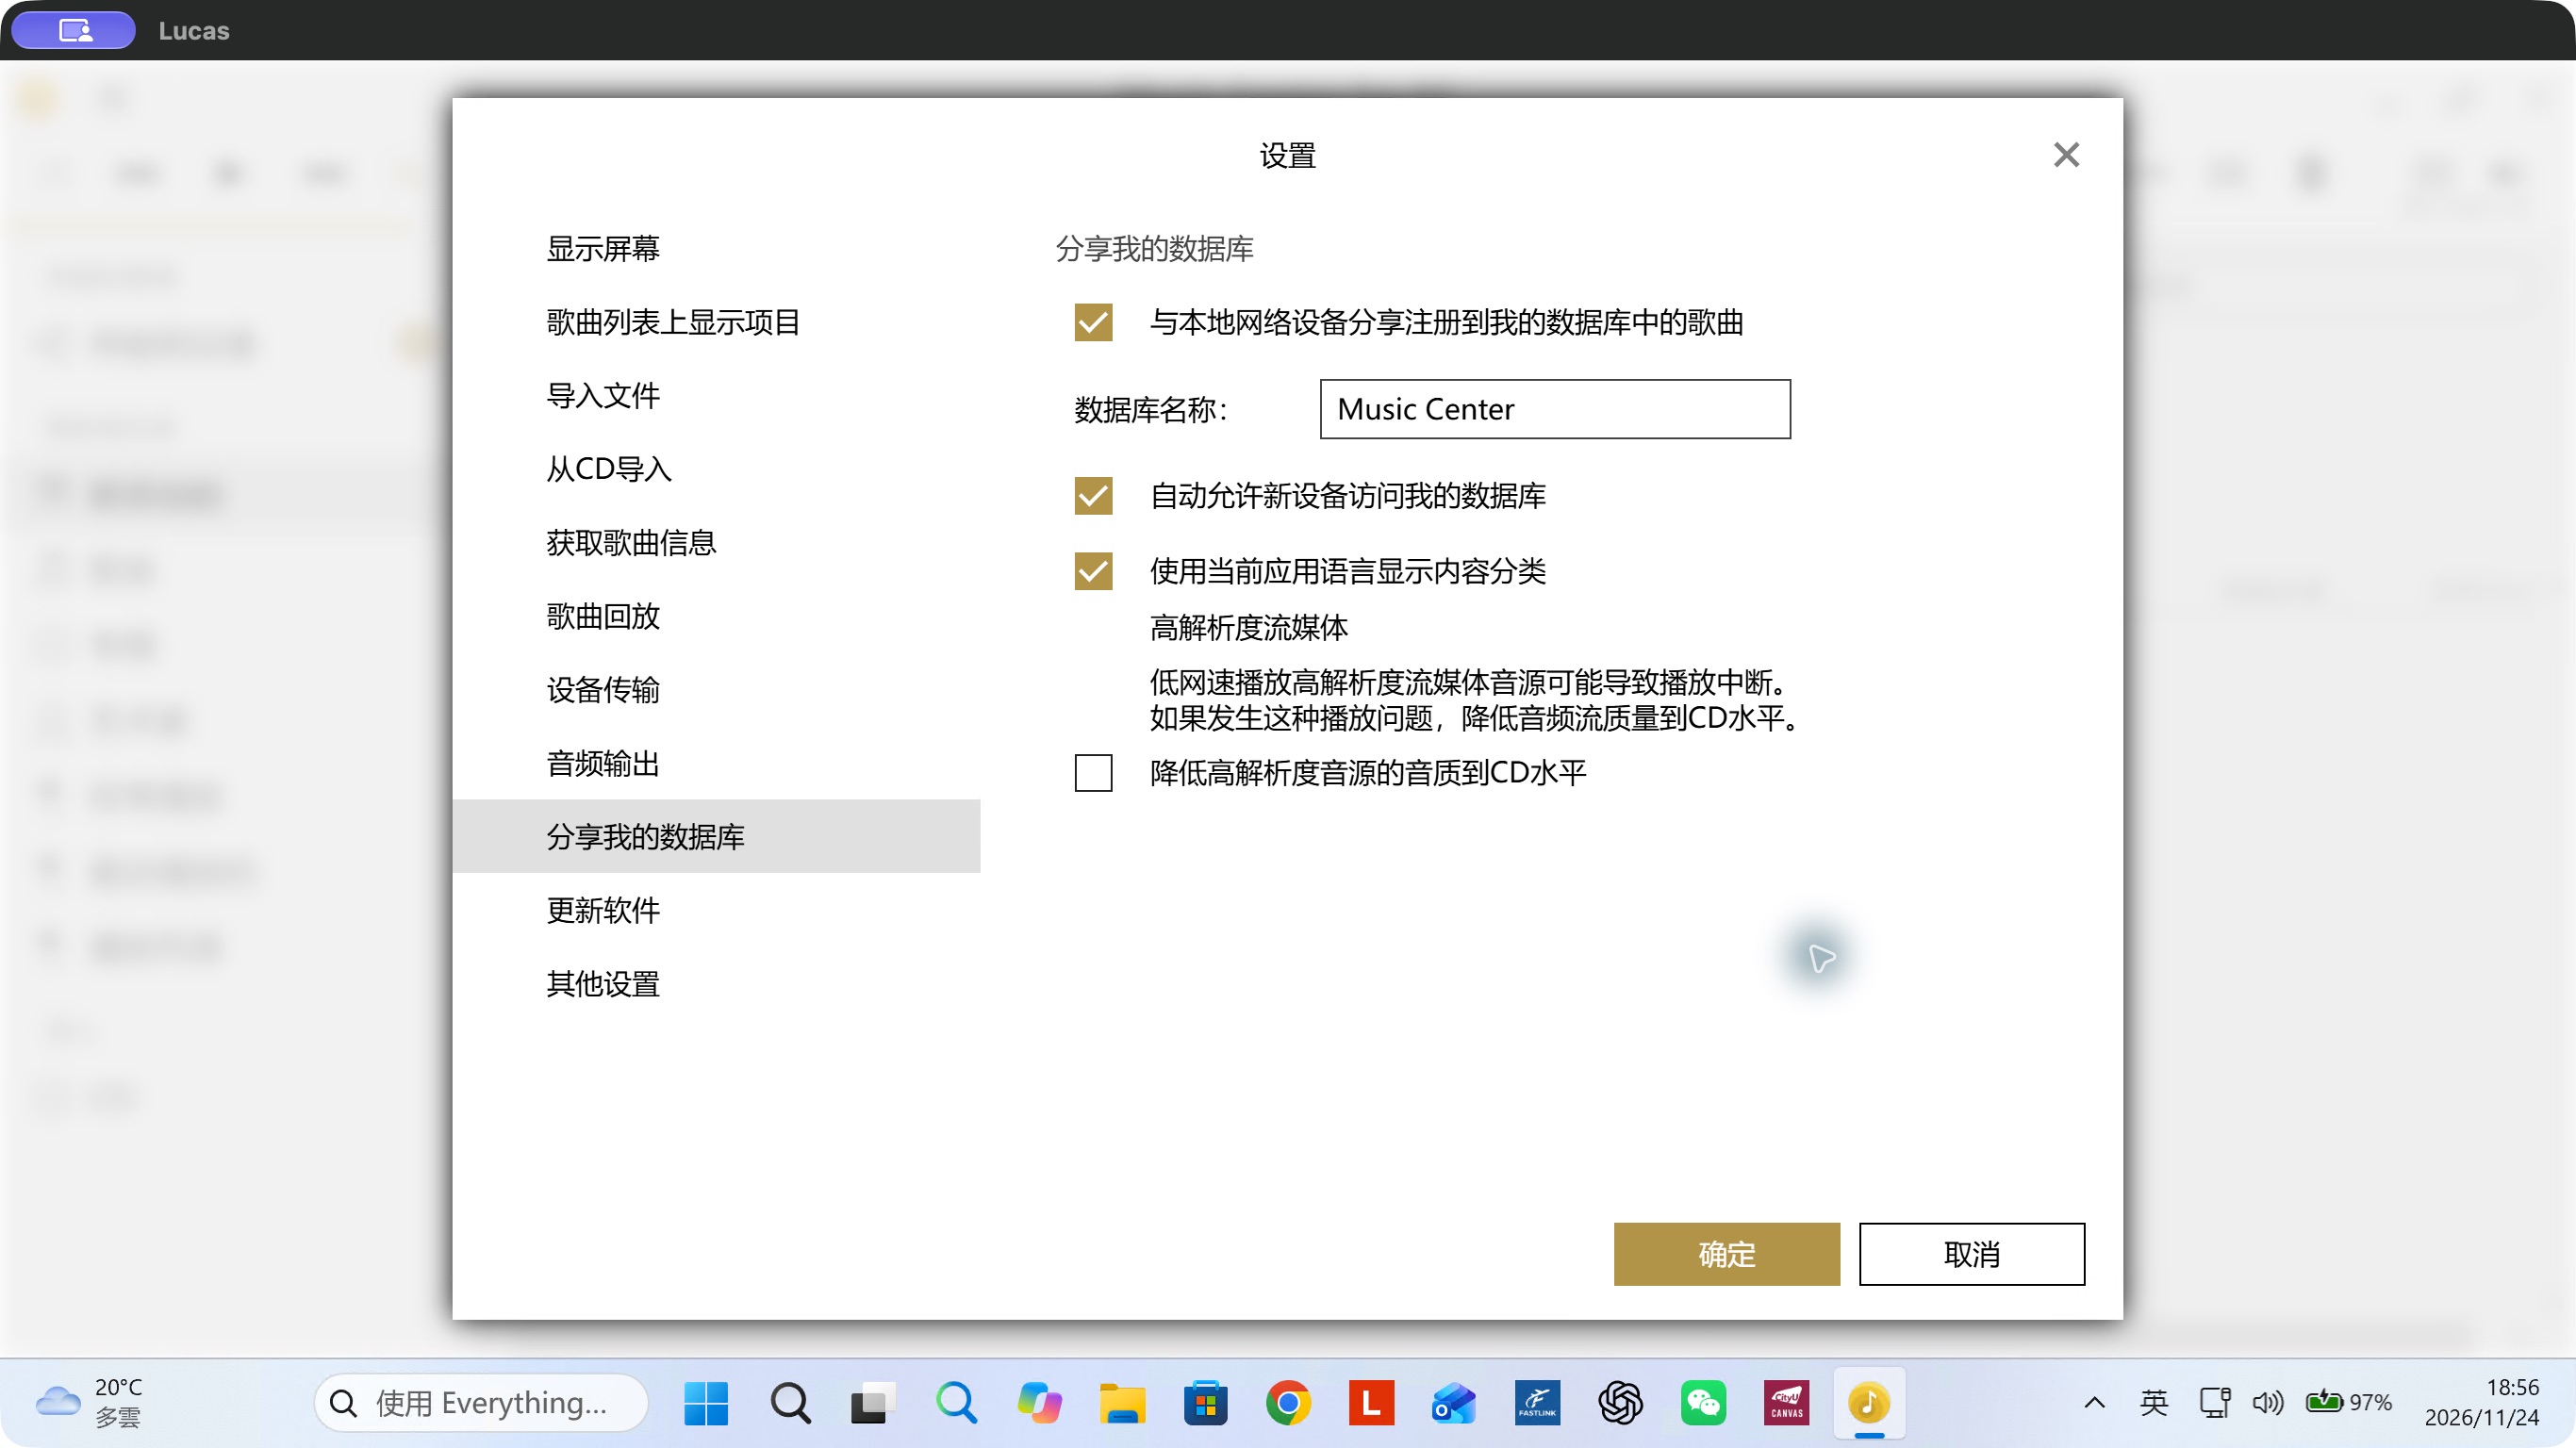 Lucas
设置
显示屏幕
歌曲列表上显示项目
导入文件
从CD导入
获取歌曲信息
歌曲回放
设备传输
音频输出
分享我的数据库
更新软件
其他设置
分享我的数据库
与本地网络设备分享注册到我的数据库中的歌曲
数据库名称：
Music Center
自动允许新设备访问我的数据库
使用当前应用语言显示内容分类
高解析度流媒体
低网速播放高解析度流媒体音源可能导致播放中断。
如果发生这种播放问题，降低音频流质量到CD水平。
降低高解析度音源的音质到CD水平
确定
取消
20°C
多雲
使用 Everything...
L
FASTLINK
CityU
CANVAS
英
97%
18:56
2026/11/24